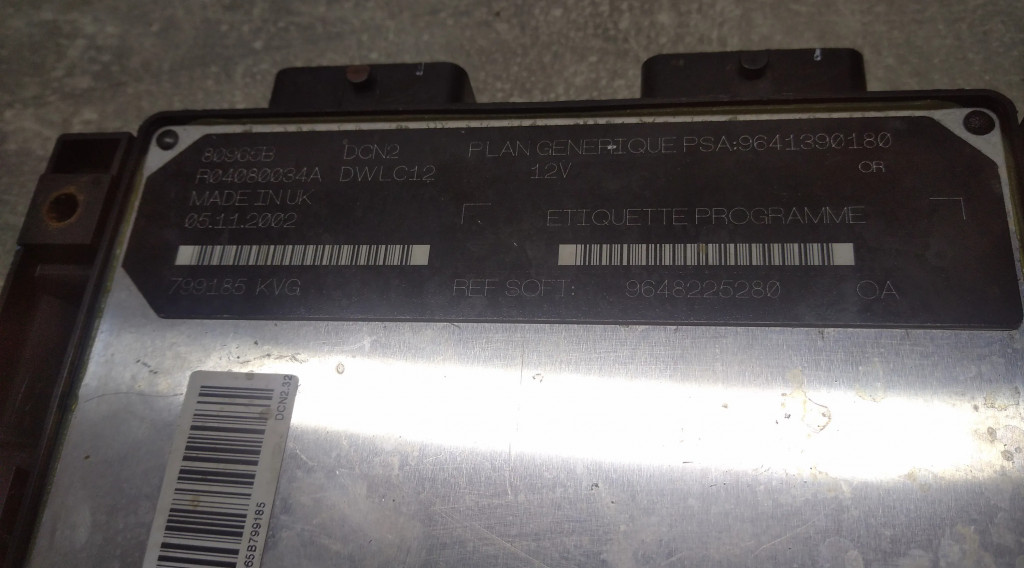 80965B DCN2 PLAN GENERIQUE PSA:9641390180
R04080034A DWLC12 12V OR
MADE IN UK
05.11.2002 ETIQUETTE PROGRAMME
799185 KVG REF SOFT: 9648225280 0A
DCN2.32
65B799185